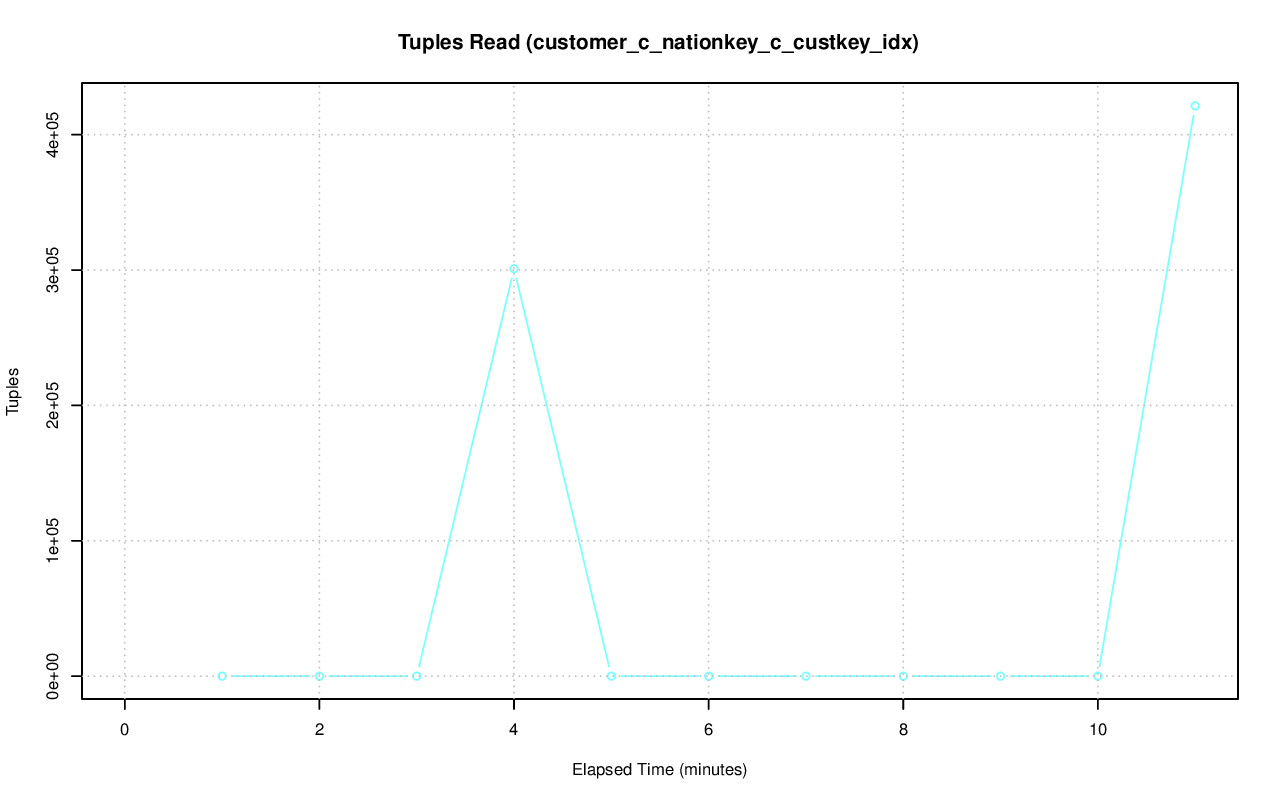 Tuples Read (customer_c_nationkey_c_custkey_idx)
4e+05
3e+05
2e+05
1e+05
0e+00
Tuples
0 2 4 6 8 10
Elapsed Time (minutes)